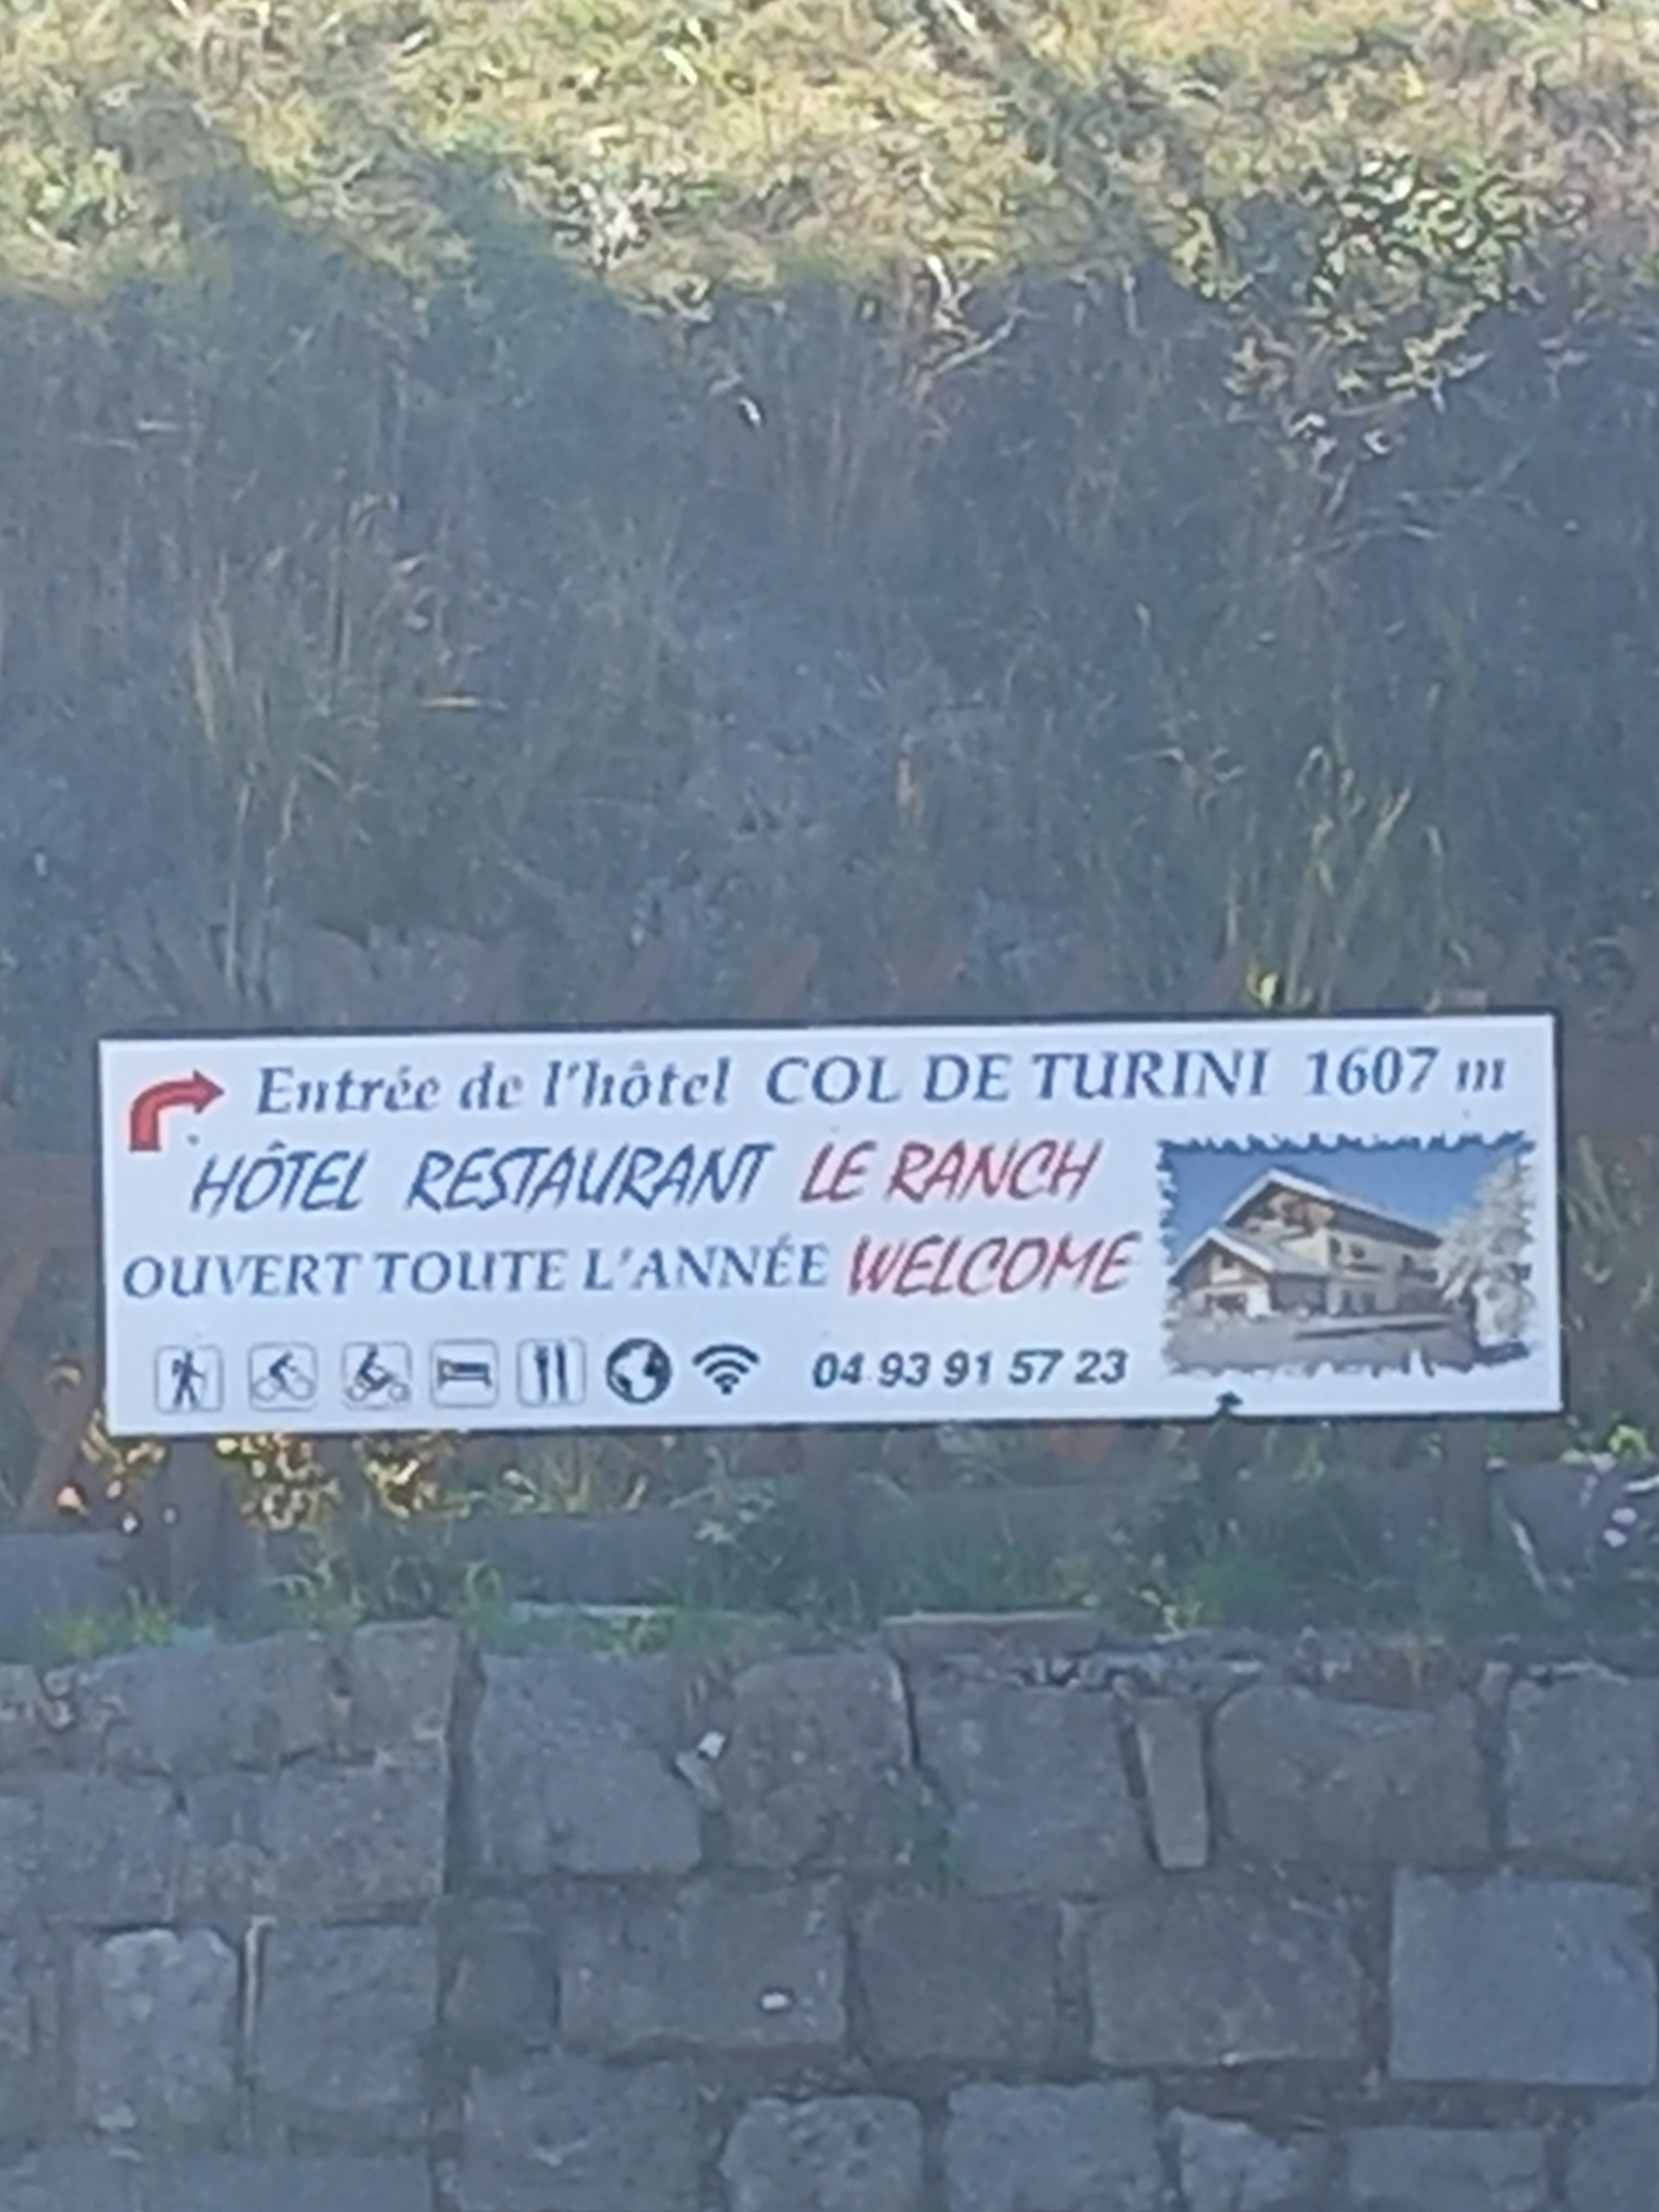 Entrée de l'hôtel COL DE TURINI 1607 m
HÔTEL RESTAURANT LE RANCH
OUVERT TOUTE L'ANNÉE WELCOME
04 93 91 57 23